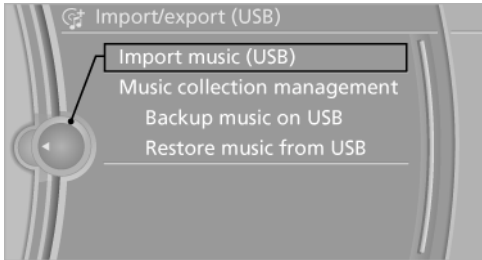 Import/export (USB)
Import music (USB)
Music collection management
Backup music on USB
Restore music from USB